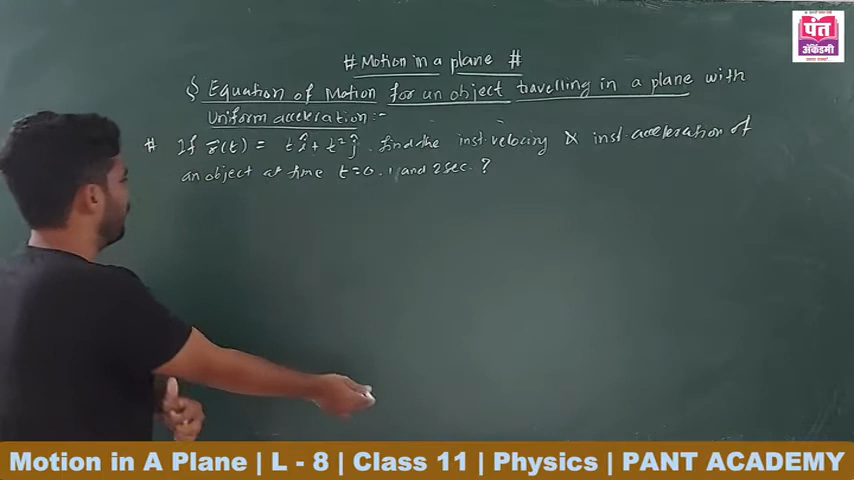 पंत
अ‍ॅकॅडमी
# Motion in a plane #
§ Equation of Motion for an object travelling in a plane with
Uniform acceleration :-
# If r̄(t) = t î + t² ĵ . find the inst. velocity & inst. acceleration of
an object at time t=0, 1, and 2 sec. ?
Motion in A Plane | L - 8 | Class 11 | Physics | PANT ACADEMY